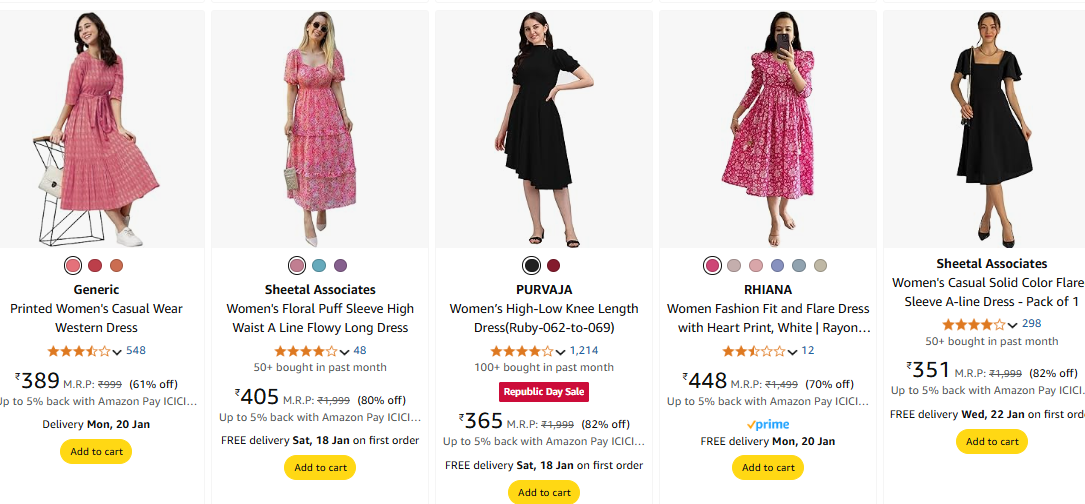 Generic
Printed Women's Casual Wear
Western Dress
548
₹389 M.R.P: ₹999 (61% off)
Up to 5% back with Amazon Pay ICICI…
Delivery Mon, 20 Jan
Add to cart
Sheetal Associates
Women's Floral Puff Sleeve High
Waist A Line Flowy Long Dress
48
50+ bought in past month
₹405 M.R.P: ₹1,999 (80% off)
Up to 5% back with Amazon Pay ICICI…
FREE delivery Sat, 18 Jan on first order
Add to cart
PURVAJA
Women's High-Low Knee Length
Dress(Ruby-062-to-069)
1,214
100+ bought in past month
Republic Day Sale
₹365 M.R.P: ₹1,999 (82% off)
Up to 5% back with Amazon Pay ICICI…
FREE delivery Sat, 18 Jan on first order
Add to cart
RHIANA
Women Fashion Fit and Flare Dress
with Heart Print, White | Rayon…
12
₹448 M.R.P: ₹1,499 (70% off)
Up to 5% back with Amazon Pay ICICI…
prime
FREE delivery Mon, 20 Jan
Add to cart
Sheetal Associates
Women's Casual Solid Color Flare
Sleeve A-line Dress - Pack of 1
298
50+ bought in past month
₹351 M.R.P: ₹1,999 (82% off)
Up to 5% back with Amazon Pay ICICI
FREE delivery Wed, 22 Jan on first
Add to cart